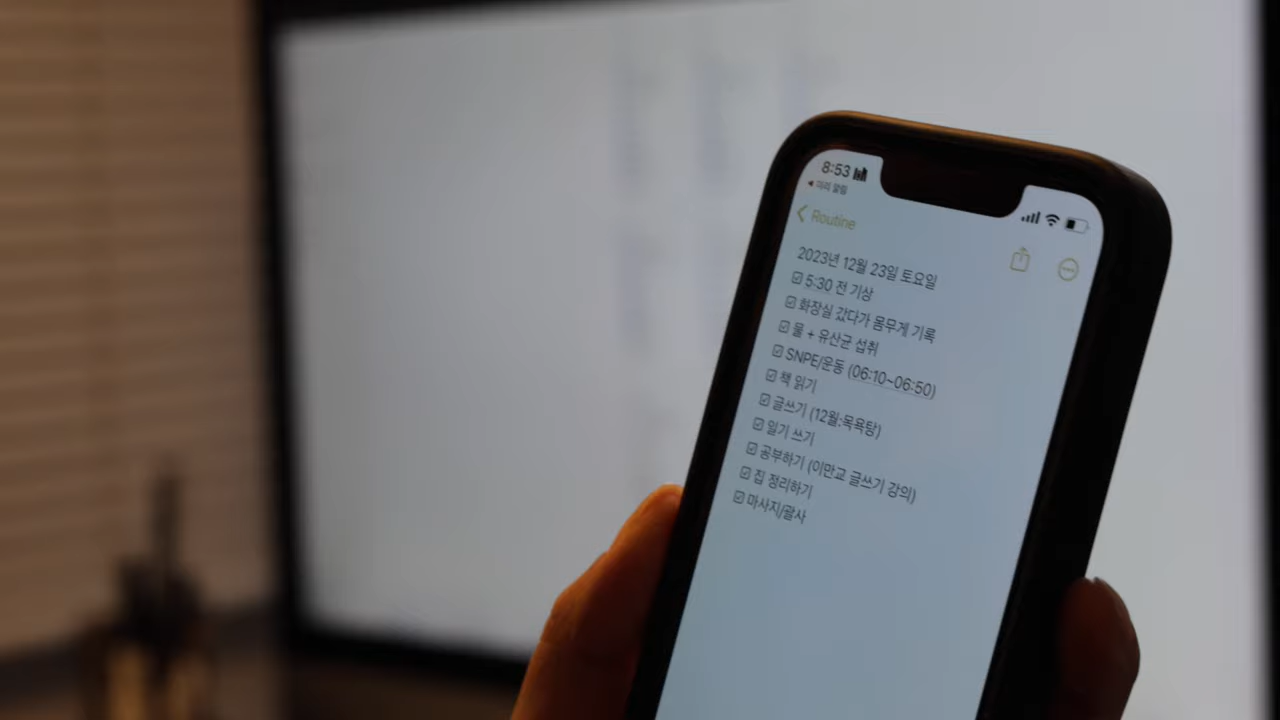 8:53
◀ 미리 알림
Routine
2023년 12월 23일 토요일
5:30 전 기상
화장실 갔다가 몸무게 기록
물 + 유산균 섭취
SNPE/운동 (06:10~06:50)
책 읽기
글쓰기 (12월:목욕탕)
일기 쓰기
공부하기 (이만교 글쓰기 강의)
집 정리하기
마사지/괄사